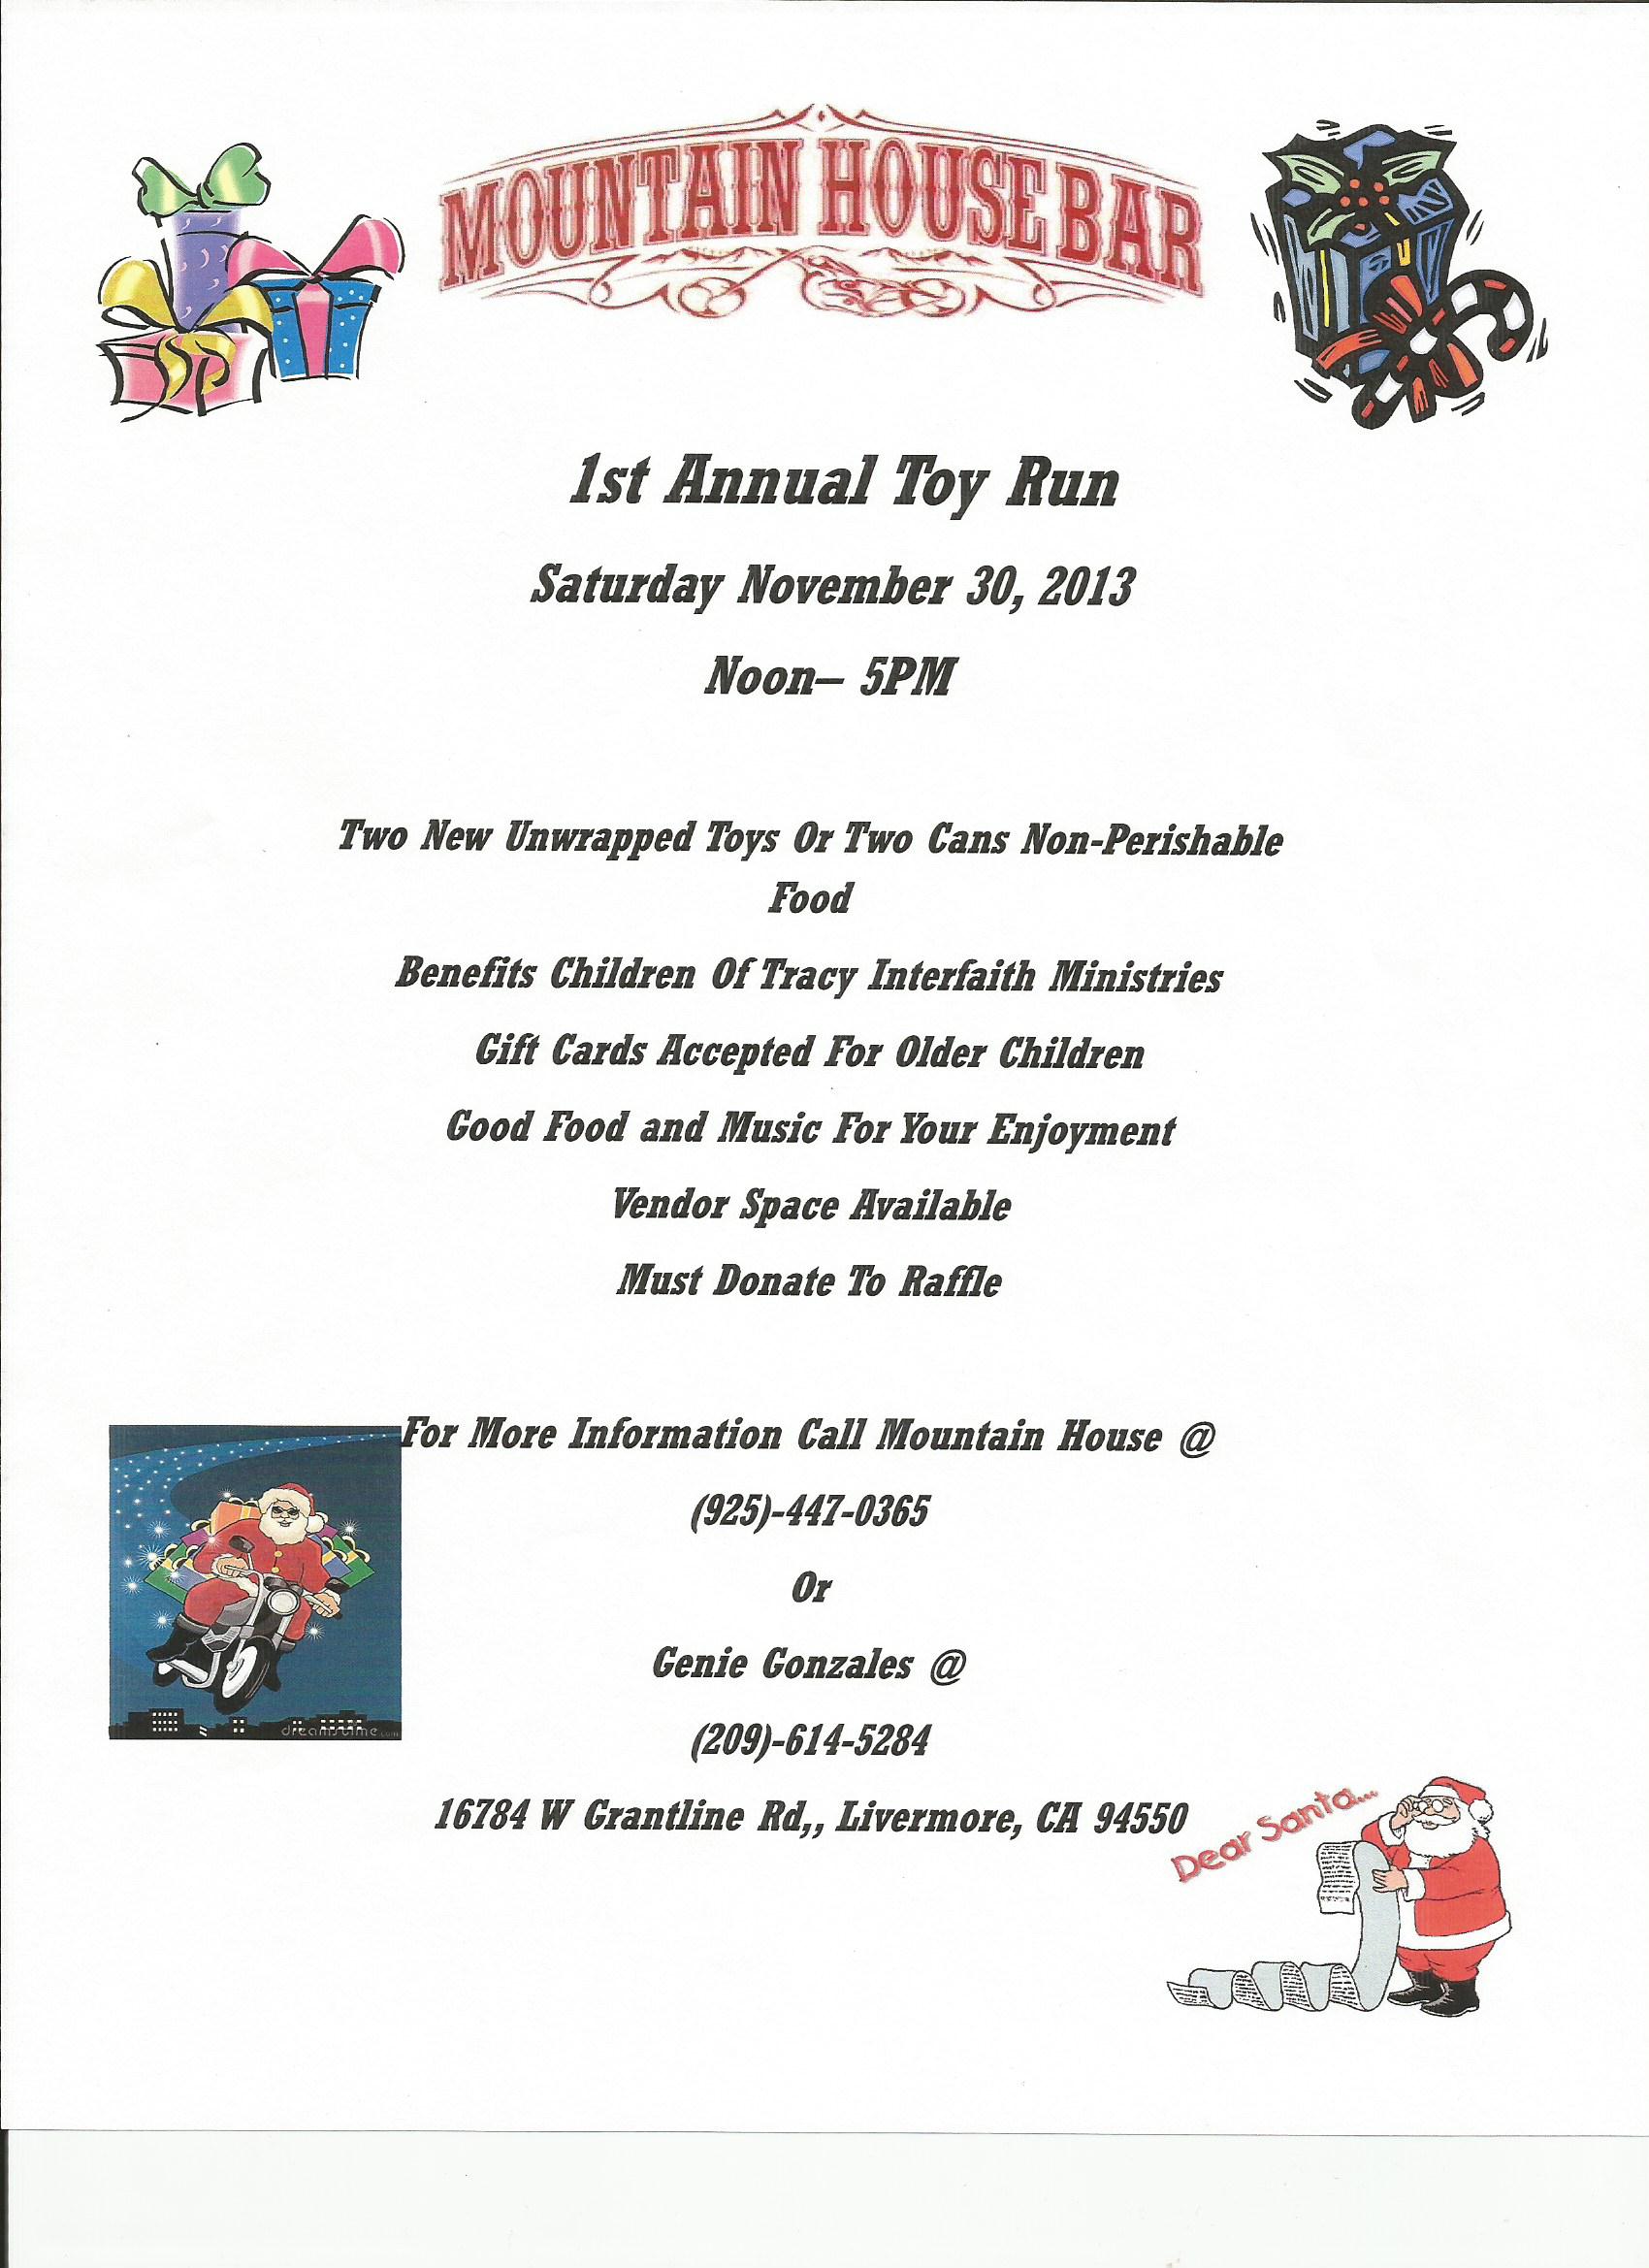 MOUNTAIN HOUSE BAR
1st Annual Toy Run
Saturday November 30, 2013
Noon– 5PM
Two New Unwrapped Toys Or Two Cans Non-Perishable
Food
Benefits Children Of Tracy Interfaith Ministries
Gift Cards Accepted For Older Children
Good Food and Music For Your Enjoyment
Vendor Space Available
Must Donate To Raffle
For More Information Call Mountain House @
(925)-447-0365
Or
Genie Gonzales @
(209)-614-5284
dreamstime.com
16784 W Grantline Rd,, Livermore, CA 94550
Dear Santa...